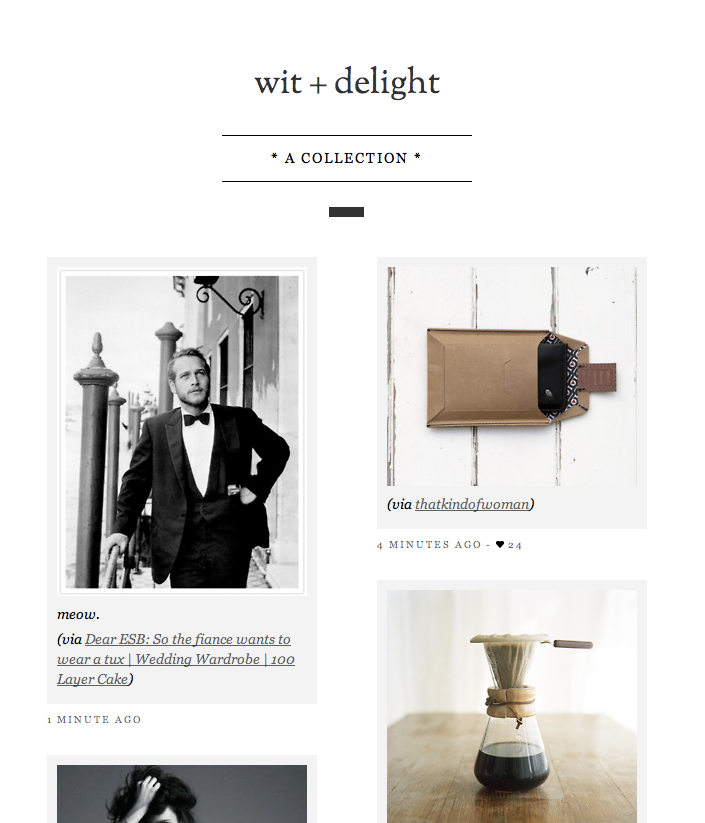 wit + delight
* A COLLECTION *
meow.
(via Dear ESB: So the fiance wants to
wear a tux | Wedding Wardrobe | 100
Layer Cake)
1 MINUTE AGO
(via thatkindofwoman)
4 MINUTES AGO - ♥ 24